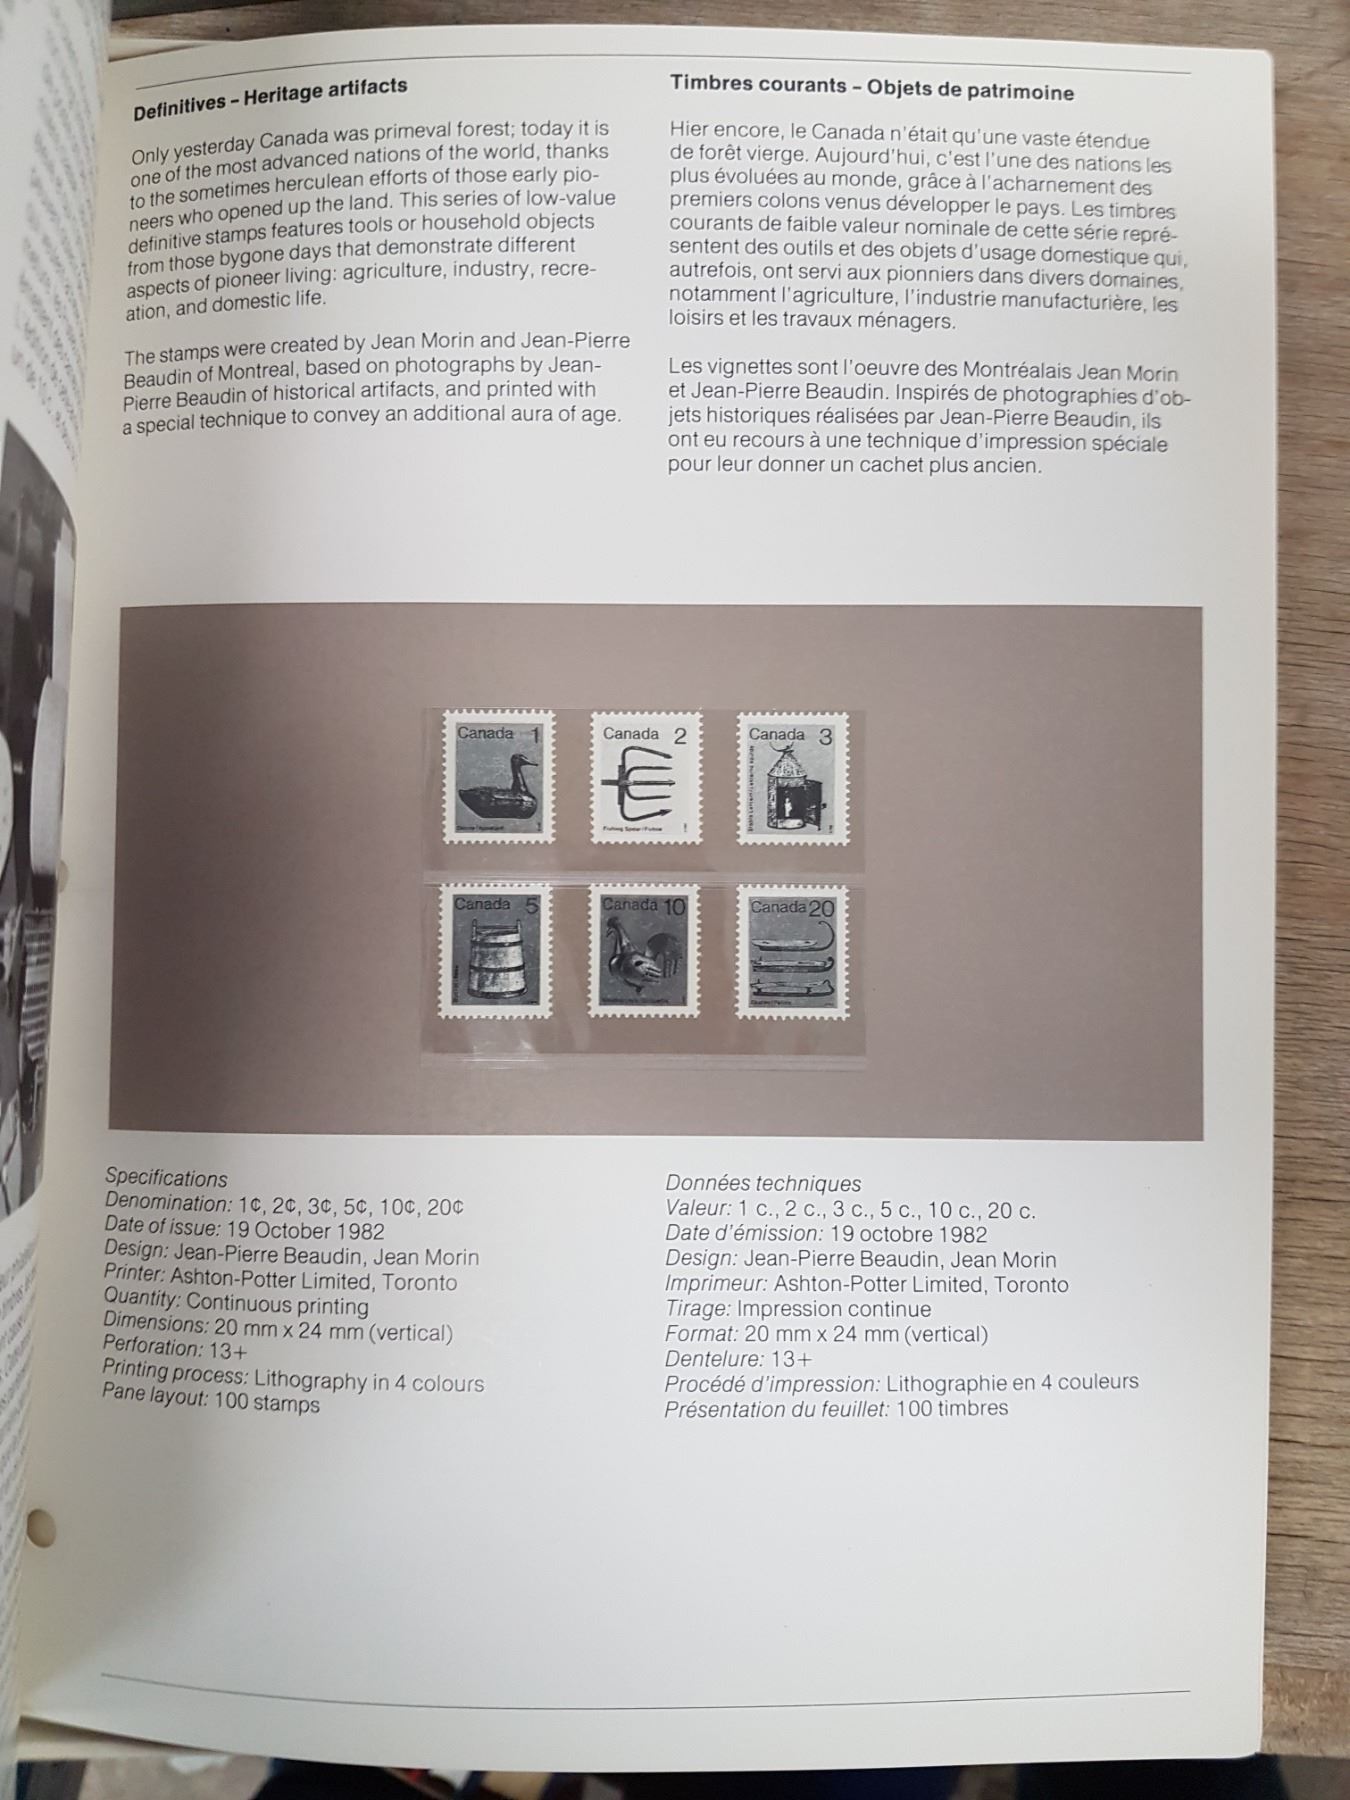 Definitives – Heritage artifacts
Only yesterday Canada was primeval forest; today it is
one of the most advanced nations of the world, thanks
to the sometimes herculean efforts of those early pio-
neers who opened up the land. This series of low-value
definitive stamps features tools or household objects
from those bygone days that demonstrate different
aspects of pioneer living: agriculture, industry, recre-
ation, and domestic life.
The stamps were created by Jean Morin and Jean-Pierre
Beaudin of Montreal, based on photographs by Jean-
Pierre Beaudin of historical artifacts, and printed with
a special technique to convey an additional aura of age.
Timbres courants – Objets de patrimoine
Hier encore, le Canada n'était qu'une vaste étendue
de forêt vierge. Aujourd'hui, c'est l'une des nations les
plus évoluées au monde, grâce à l'acharnement des
premiers colons venus développer le pays. Les timbres
courants de faible valeur nominale de cette série repré-
sentent des outils et des objets d'usage domestique qui,
autrefois, ont servi aux pionniers dans divers domaines,
notamment l'agriculture, l'industrie manufacturière, les
loisirs et les travaux ménagers.
Les vignettes sont l'oeuvre des Montréalais Jean Morin
et Jean-Pierre Beaudin. Inspirés de photographies d'ob-
jets historiques réalisées par Jean-Pierre Beaudin, ils
ont eu recours à une technique d'impression spéciale
pour leur donner un cachet plus ancien.
Canada 1
Canada 2
Fishing Spear/Fohne
Canada 3
Canada 5
Canada 10
Canada 20
Specifications
Denomination: 1¢, 2¢, 3¢, 5¢, 10¢, 20¢
Date of issue: 19 October 1982
Design: Jean-Pierre Beaudin, Jean Morin
Printer: Ashton-Potter Limited, Toronto
Quantity: Continuous printing
Dimensions: 20 mm x 24 mm (vertical)
Perforation: 13+
Printing process: Lithography in 4 colours
Pane layout: 100 stamps
Données techniques
Valeur: 1 c., 2 c., 3 c., 5 c., 10 c., 20 c.
Date d'émission: 19 octobre 1982
Design: Jean-Pierre Beaudin, Jean Morin
Imprimeur: Ashton-Potter Limited, Toronto
Tirage: Impression continue
Format: 20 mm x 24 mm (vertical)
Dentelure: 13+
Procédé d'impression: Lithographie en 4 couleurs
Présentation du feuillet: 100 timbres